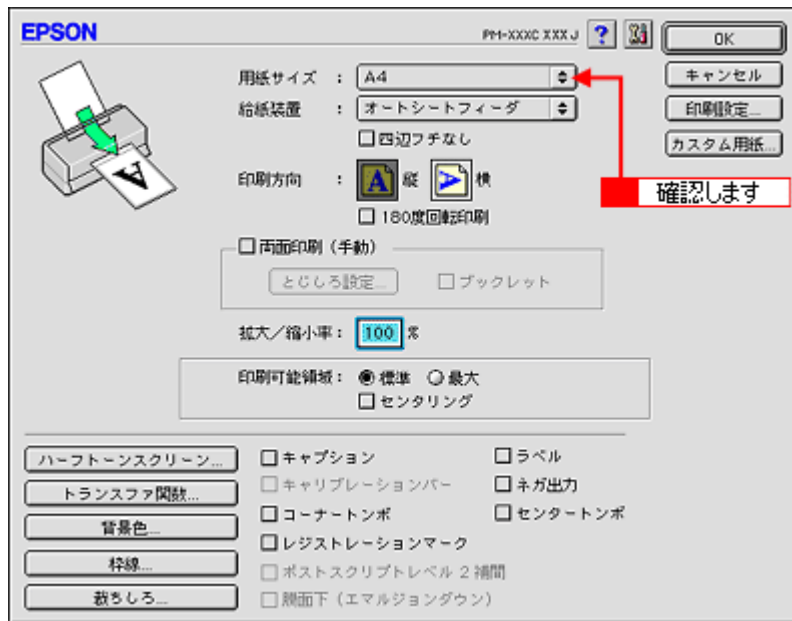 EPSON
PM-XXXC XXX J
?
OK
用紙サイズ : A4
キャンセル
給紙装置 : オートシートフィーダ
印刷設定...
四辺フチなし
カスタム用紙...
印刷方向 : A 縦 A 横
確認します
180度回転印刷
両面印刷（手動）
とじしろ設定... ブックレット
拡大／縮小率： 100 %
印刷可能領域： 標準 最大
センタリング
ハーフトーンスクリーン... キャプション ラベル
トランスファ関数... キャリブレーションバー ネガ出力
背景色... コーナートンボ センタートンボ
枠線... レジストレーションマーク
裁ちしろ... ポストスクリプトレベル 2 補間
膜面下（エマルジョンダウン）
A